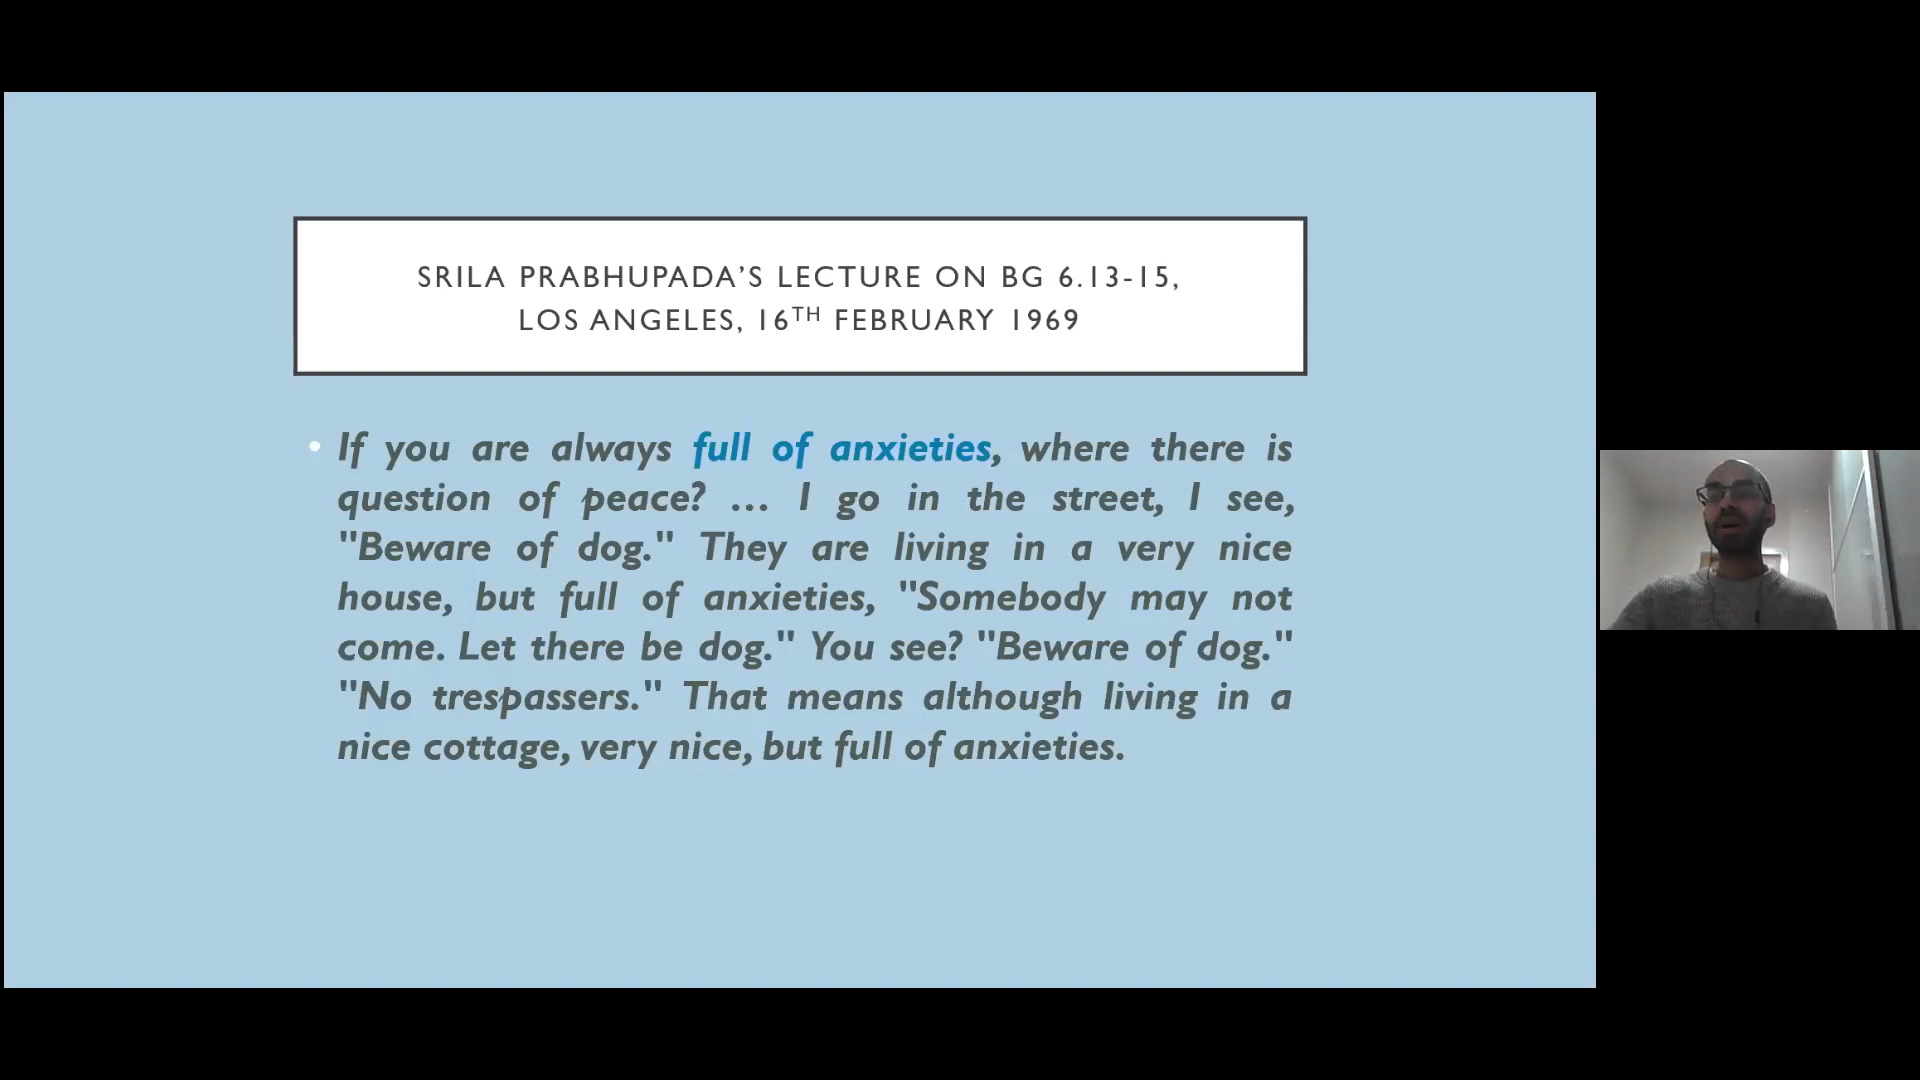 SRILA PRABHUPADA’S LECTURE ON BG 6.13-15,
LOS ANGELES, 16TH FEBRUARY 1969
• If you are always full of anxieties, where there is
question of peace? … I go in the street, I see,
"Beware of dog." They are living in a very nice
house, but full of anxieties, "Somebody may not
come. Let there be dog." You see? "Beware of dog."
"No trespassers." That means although living in a
nice cottage, very nice, but full of anxieties.